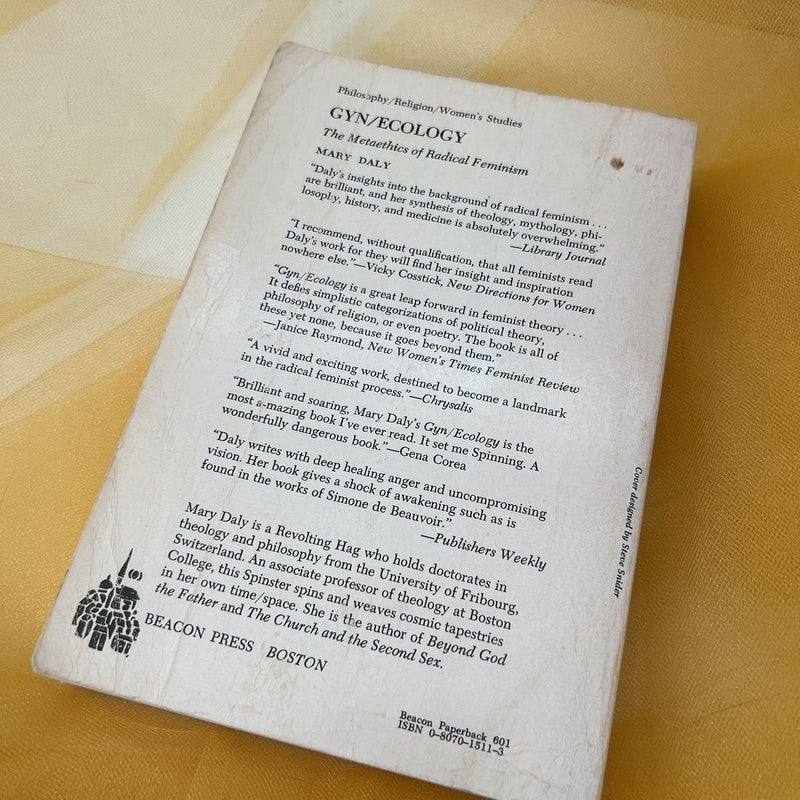 Philosophy/Religion/Women's Studies
GYN/ECOLOGY
The Metaethics of Radical Feminism
MARY DALY
"Daly's insights into the background of radical feminism . . .
are brilliant, and her synthesis of theology, mythology, phi-
losophy, history, and medicine is absolutely overwhelming."
—Library Journal
"I recommend, without qualification, that all feminists read
Daly's work for they will find her insight and inspiration
nowhere else."—Vicky Cosstick, New Directions for Women
"Gyn/Ecology is a great leap forward in feminist theory . . .
It defies simplistic categorizations of political theory,
philosophy of religion, or even poetry. The book is all of
these yet none, because it goes beyond them."
—Janice Raymond, New Women's Times Feminist Review
"A vivid and exciting work, destined to become a landmark
in the radical feminist process."—Chrysalis
"Brilliant and soaring, Mary Daly's Gyn/Ecology is the
most a-mazing book I've ever read. It set me Spinning. A
wonderfully dangerous book."—Gena Corea
"Daly writes with deep healing anger and uncompromising
vision. Her book gives a shock of awakening such as is
found in the works of Simone de Beauvoir."
—Publishers Weekly
Mary Daly is a Revolting Hag who holds doctorates in
theology and philosophy from the University of Fribourg,
Switzerland. An associate professor of theology at Boston
College, this Spinster spins and weaves cosmic tapestries
in her own time/space. She is the author of Beyond God
the Father and The Church and the Second Sex.
BEACON PRESS BOSTON
Beacon Paperback 601
ISBN 0-8070-1511-3
Cover designed by Steve Snider